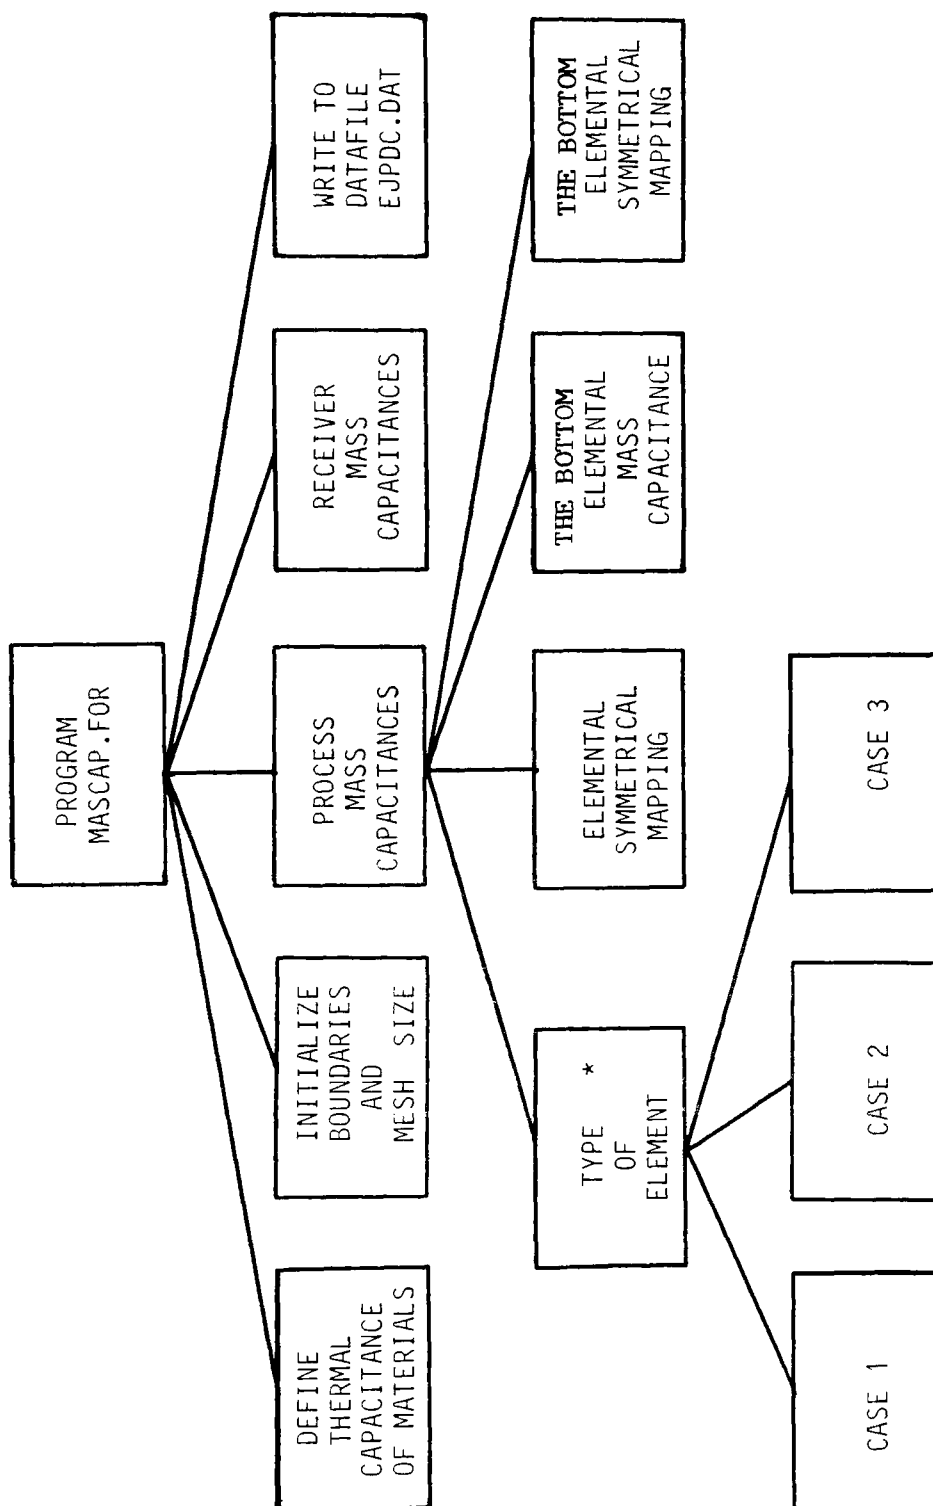 PROGRAM
MASCAP.FOR
DEFINE
THERMAL
CAPACITANCE
OF MATERIALS
INITIALIZE
BOUNDARIES
AND
MESH SIZE
PROCESS
MASS
CAPACITANCES
RECEIVER
MASS
CAPACITANCES
WRITE TO
DATAFILE
EJPDC.DAT
TYPE *
OF
ELEMENT
ELEMENTAL
SYMMETRICAL
MAPPING
THE BOTTOM
ELEMENTAL
MASS
CAPACITANCE
THE BOTTOM
ELEMENTAL
SYMMETRICAL
MAPPING
CASE 1
CASE 2
CASE 3